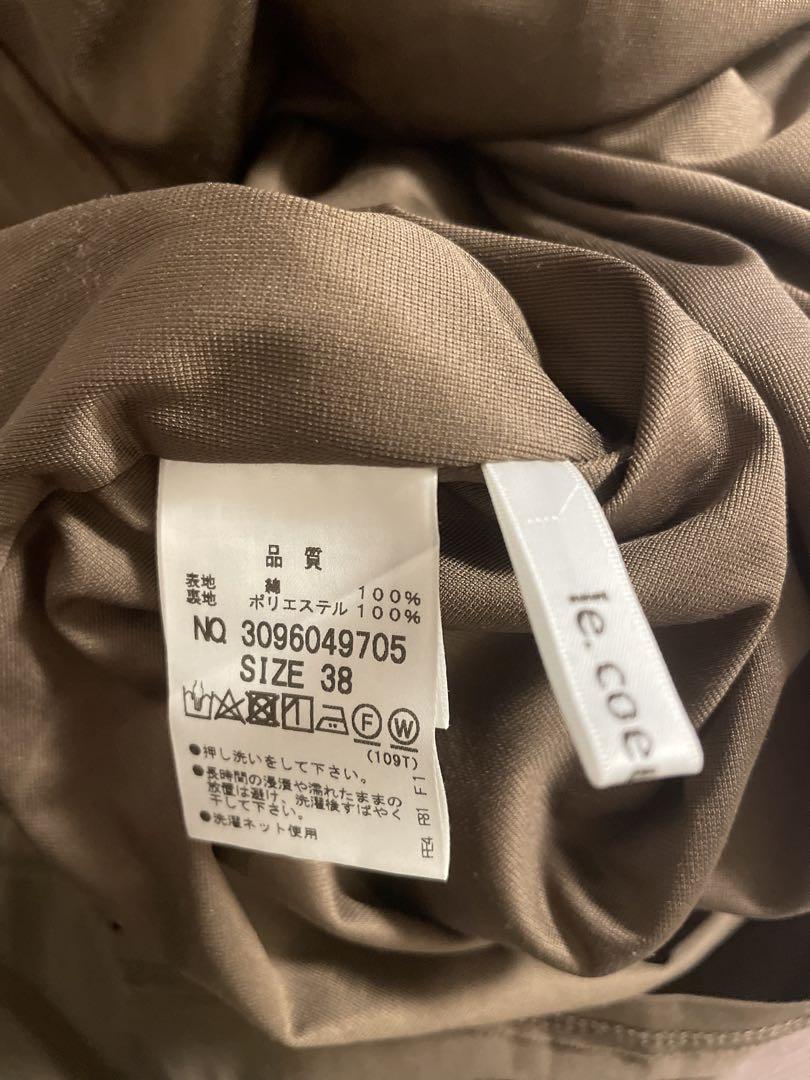 品質
表地 綿 100%
裏地 ポリエステル 100%
NO. 3096049705
SIZE 38
F W
(109T)
●押し洗いをして下さい。
●長時間の浸漬や濡れたままの
放置は避け、洗濯後すばやく
干して下さい。
●洗濯ネット使用
F1
le.coeu